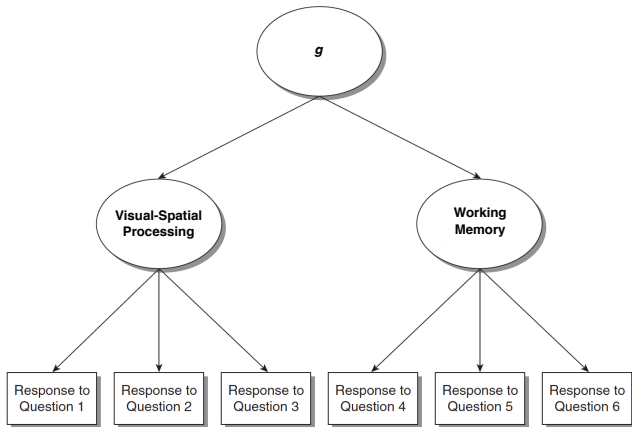 g
Visual-Spatial
Processing
Working
Memory
Response to
Question 1
Response to
Question 2
Response to
Question 3
Response to
Question 4
Response to
Question 5
Response to
Question 6